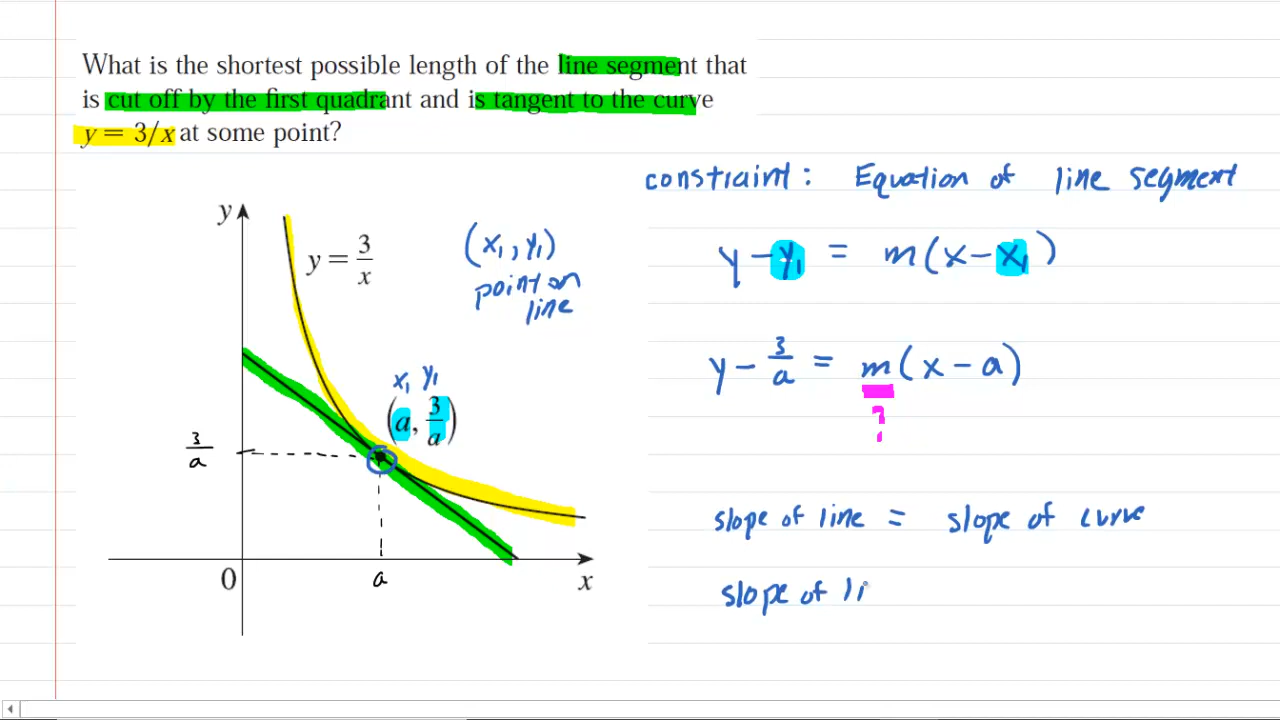 What is the shortest possible length of the line segment that
is cut off by the first quadrant and is tangent to the curve
y = 3/x at some point?
constraint: Equation of line segment
y - y₁ = m(x - x₁)
y
y = 3/x
(x₁, y₁)
point on
line
y - 3/a = m(x - a)
?
x₁ y₁
(a, 3/a)
3/a
slope of line = slope of curve
0
a
x
slope of li